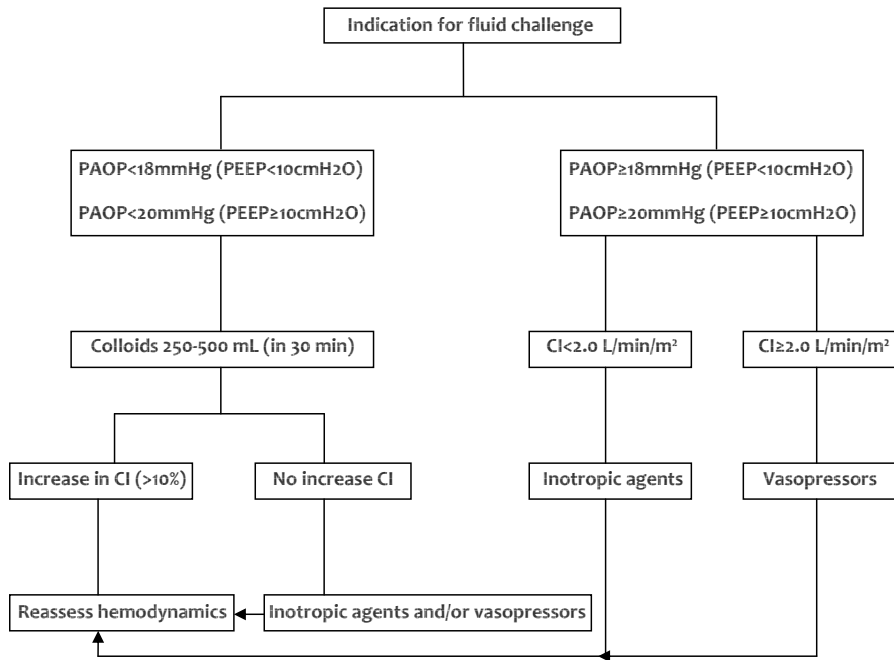 Indication for fluid challenge
PAOP<18mmHg (PEEP<10cmH2O)
PAOP<20mmHg (PEEP≥10cmH2O)
PAOP≥18mmHg (PEEP<10cmH2O)
PAOP≥20mmHg (PEEP≥10cmH2O)
Colloids 250-500 mL (in 30 min)
CI<2.0 L/min/m²
CI≥2.0 L/min/m²
Increase in CI (>10%)
No increase CI
Inotropic agents
Vasopressors
Reassess hemodynamics
Inotropic agents and/or vasopressors